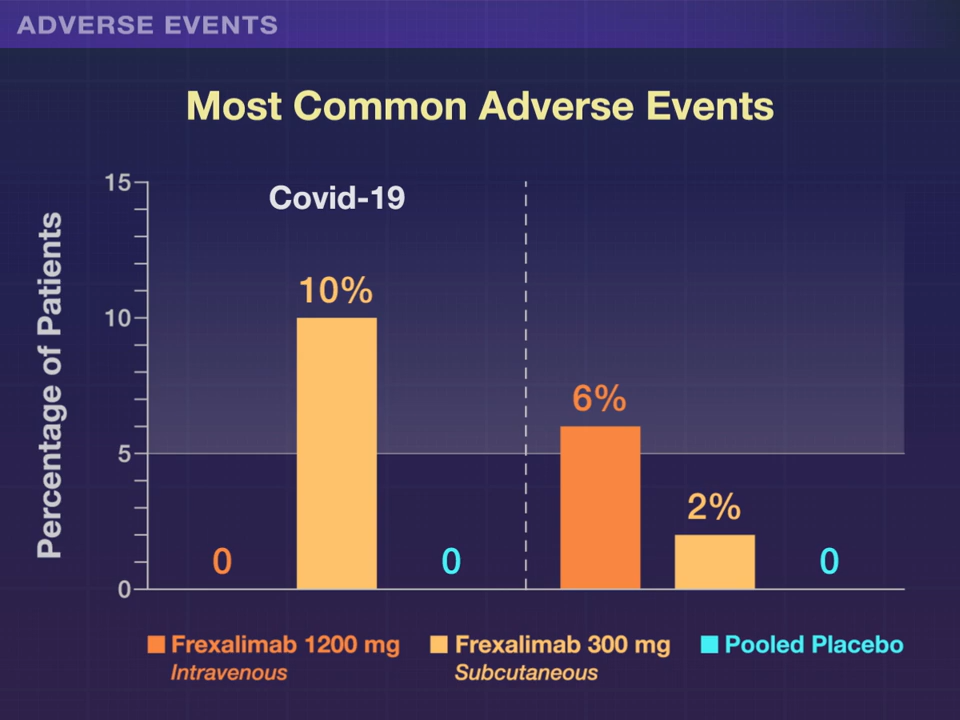 ADVERSE EVENTS
Most Common Adverse Events
Percentage of Patients
15
10
5
0
Covid-19
0
10%
0
6%
2%
0
Frexalimab 1200 mg
Intravenous
Frexalimab 300 mg
Subcutaneous
Pooled Placebo